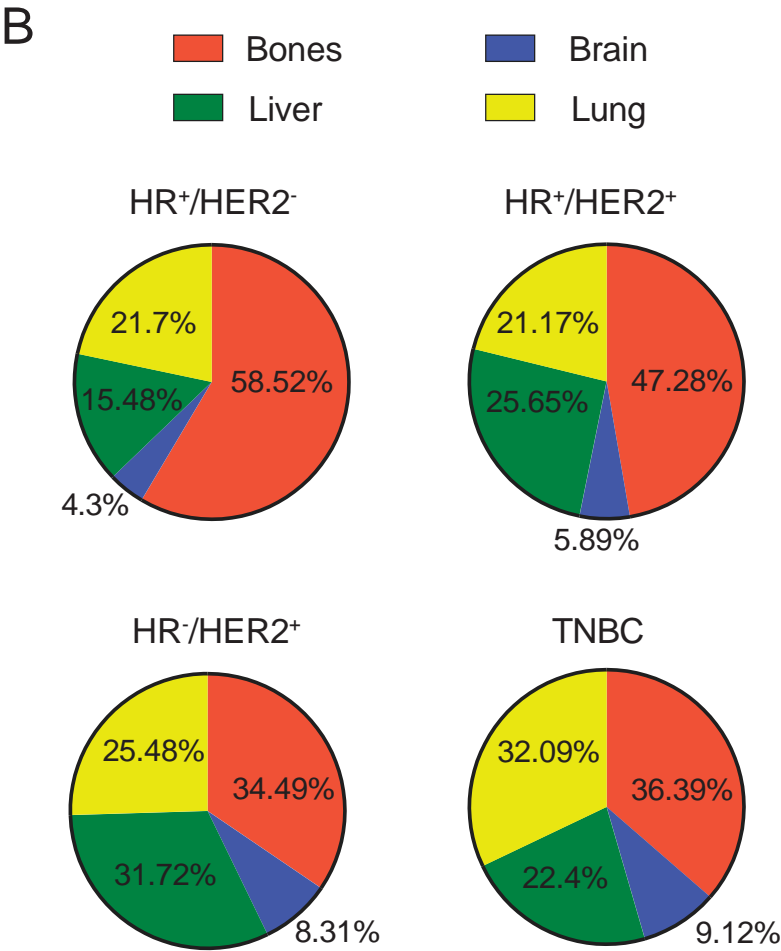 B
Bones
Brain
Liver
Lung
HR⁺/HER2⁻
HR⁺/HER2⁺
21.7%
58.52%
15.48%
4.3%
21.17%
47.28%
25.65%
5.89%
HR⁻/HER2⁺
TNBC
25.48%
34.49%
31.72%
8.31%
32.09%
36.39%
22.4%
9.12%